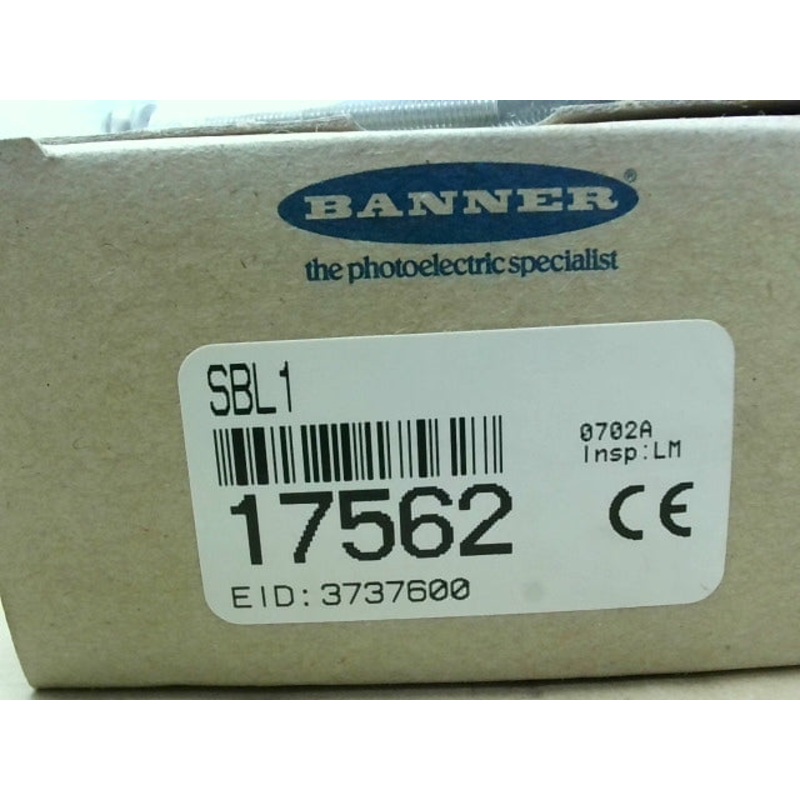 BANNER®
the photoelectric specialist
SBL1
0702A
Insp:LM
17562
CE
EID: 3737600